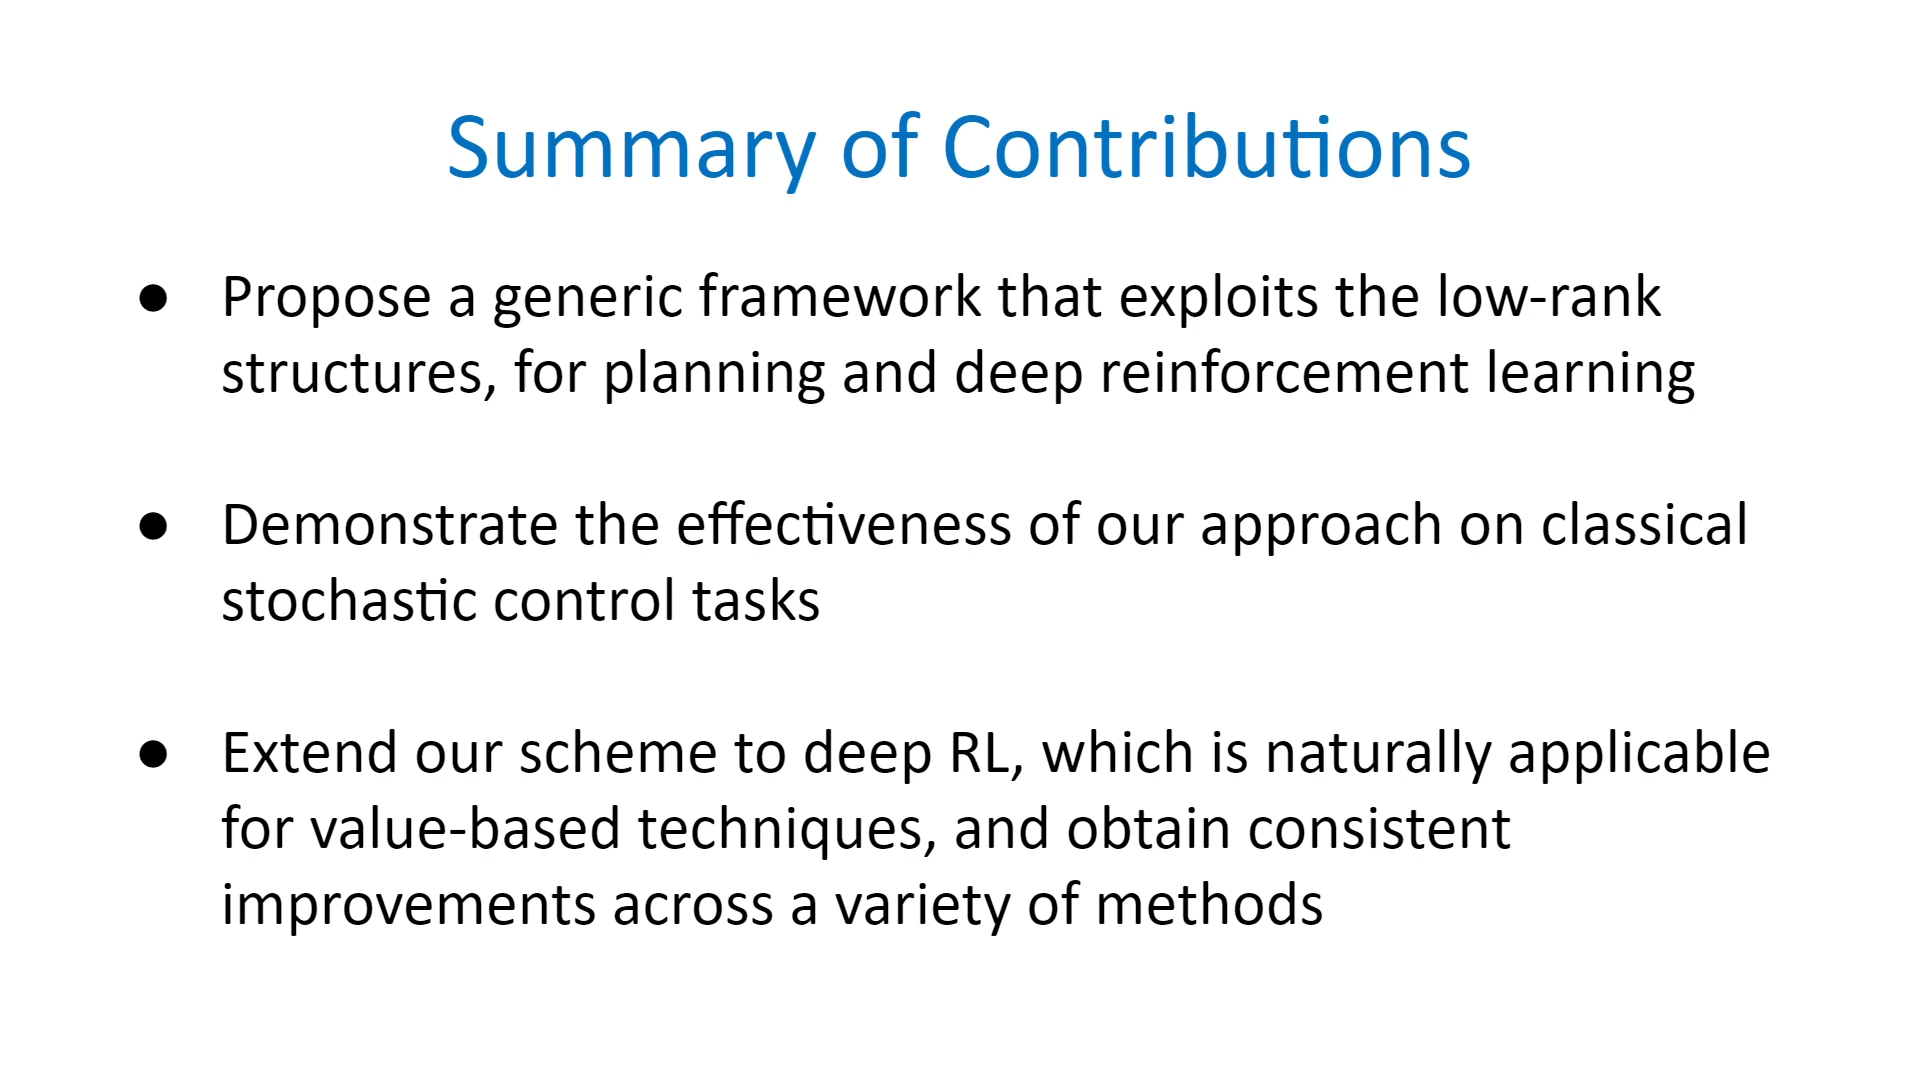 Summary of Contributions
● Propose a generic framework that exploits the low-rank
structures, for planning and deep reinforcement learning
● Demonstrate the effectiveness of our approach on classical
stochastic control tasks
● Extend our scheme to deep RL, which is naturally applicable
for value-based techniques, and obtain consistent
improvements across a variety of methods